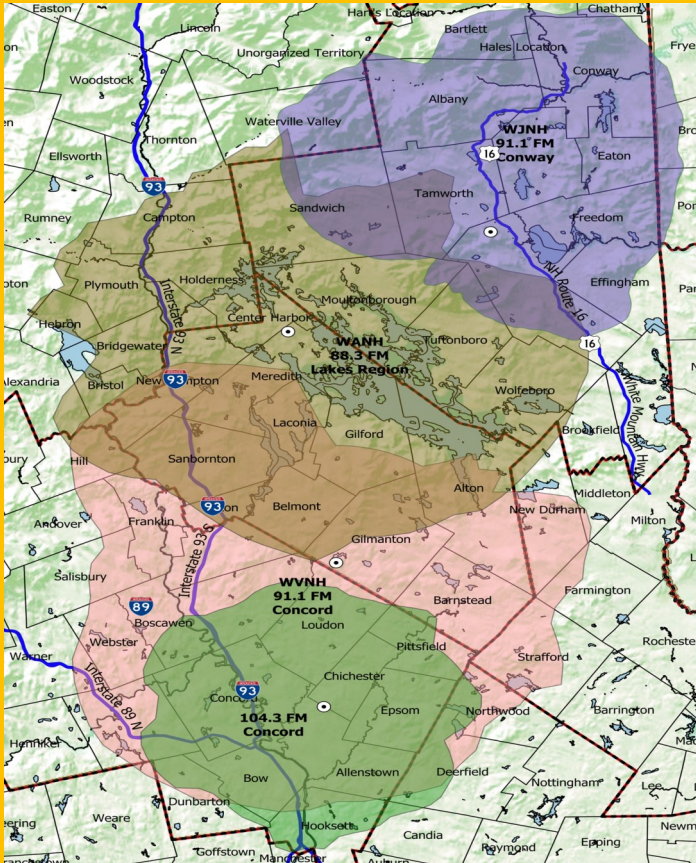 Easton
Lincoln
Hart's Location
Chatham
Bartlett
Hales Location
Unorganized Territory
Woodstock
Conway
Albany
Waterville Valley
Thornton
WJNH
91.1 FM
Conway
16
Ellsworth
Eaton
93
Tamworth
Sandwich
Rumney
Campton
Freedom
Plymouth
Holderness
Effingham
NH Route 16
Interstate 93 N
Moultonborough
Hebron
Center Harbor
Bridgewater
WANH
88.3 FM
Lakes Region
Tuftonboro
16
Bristol
93
Meredith
Wolfeboro
White Mountain Hwy
Laconia
Gilford
Brookfield
Hill
Sanbornton
Alton
Middleton
Belmont
93
New Durham
Andover
Franklin
Milton
Interstate 93 S
Gilmanton
Salisbury
WVNH
91.1 FM
Concord
89
Barnstead
Farmington
Boscawen
Loudon
Webster
Pittsfield
Strafford
Warner
Interstate 89 N
Chichester
93
Concord
Epsom
Northwood
Barrington
104.3 FM
Concord
Henniker
Bow
Allenstown
Deerfield
Nottingham
Lee
Dunbarton
Weare
Hooksett
Candia
Raymond
Epping
Goffstown
Manchester